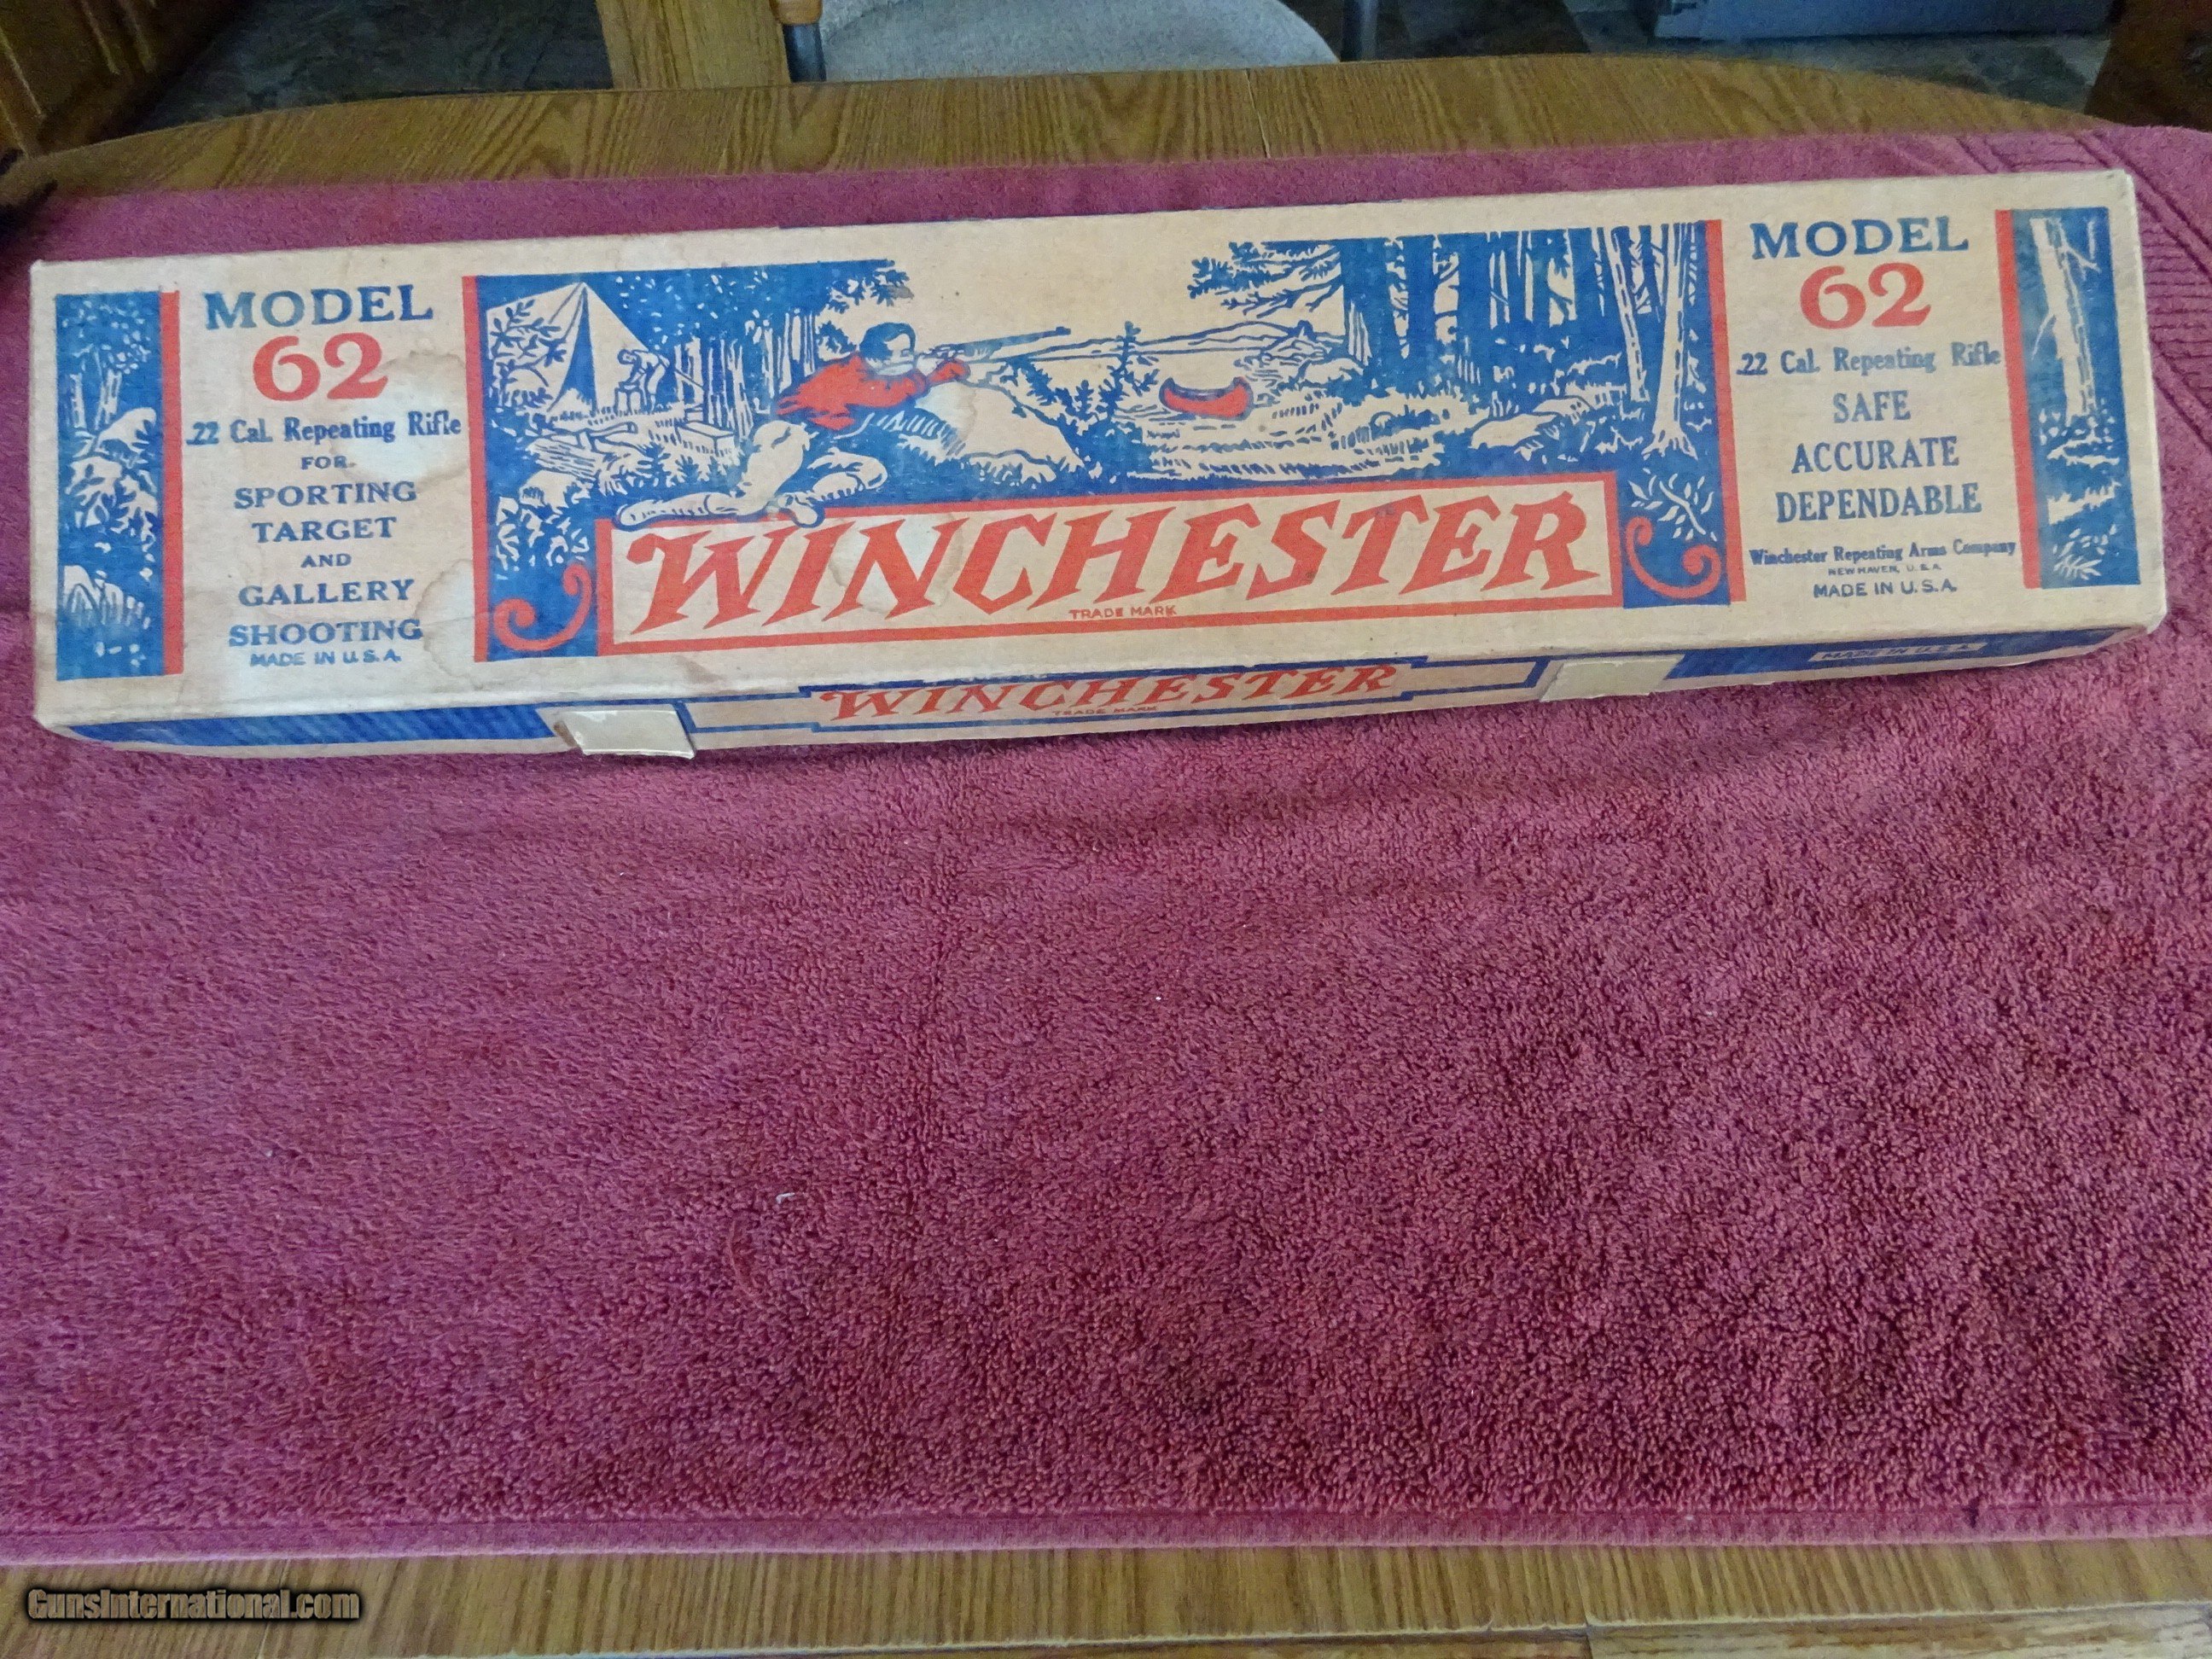 MODEL
62
.22 Cal. Repeating Rifle
FOR
SPORTING
TARGET
AND
GALLERY
SHOOTING
MADE IN U.S.A.
WINCHESTER
TRADE MARK
MODEL
62
.22 Cal. Repeating Rifle
SAFE
ACCURATE
DEPENDABLE
Winchester Repeating Arms Company
NEW HAVEN, U.S.A.
MADE IN U.S.A.
WINCHESTER
TRADE MARK
MADE IN U.S.A.
GunsInternational.com